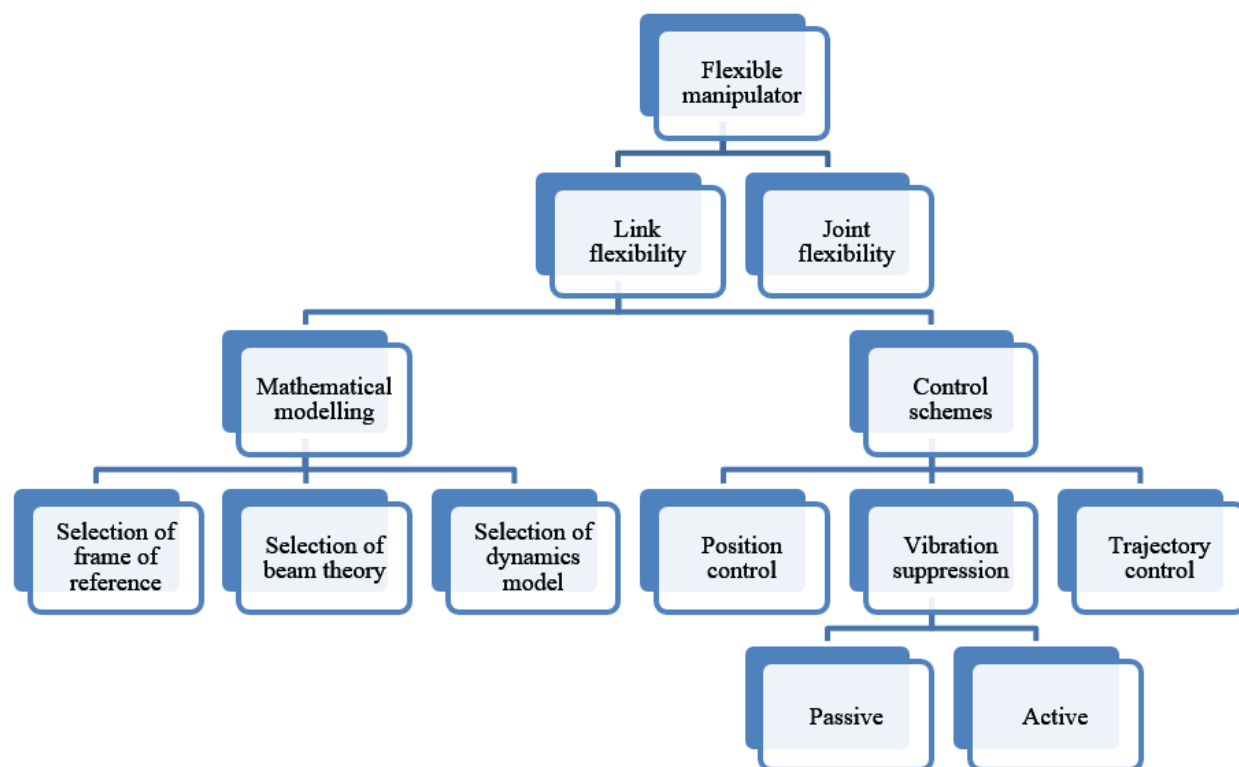 Flexible
manipulator
Link
flexibility
Joint
flexibility
Mathematical
modelling
Control
schemes
Selection of
frame of
reference
Selection of
beam theory
Selection of
dynamics
model
Position
control
Vibration
suppression
Trajectory
control
Passive
Active